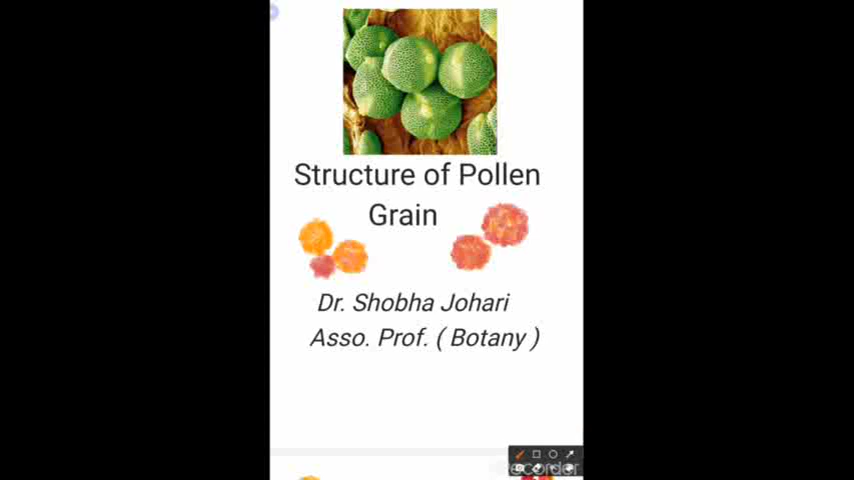 Structure of Pollen
Grain
Dr. Shobha Johari
Asso. Prof. ( Botany )